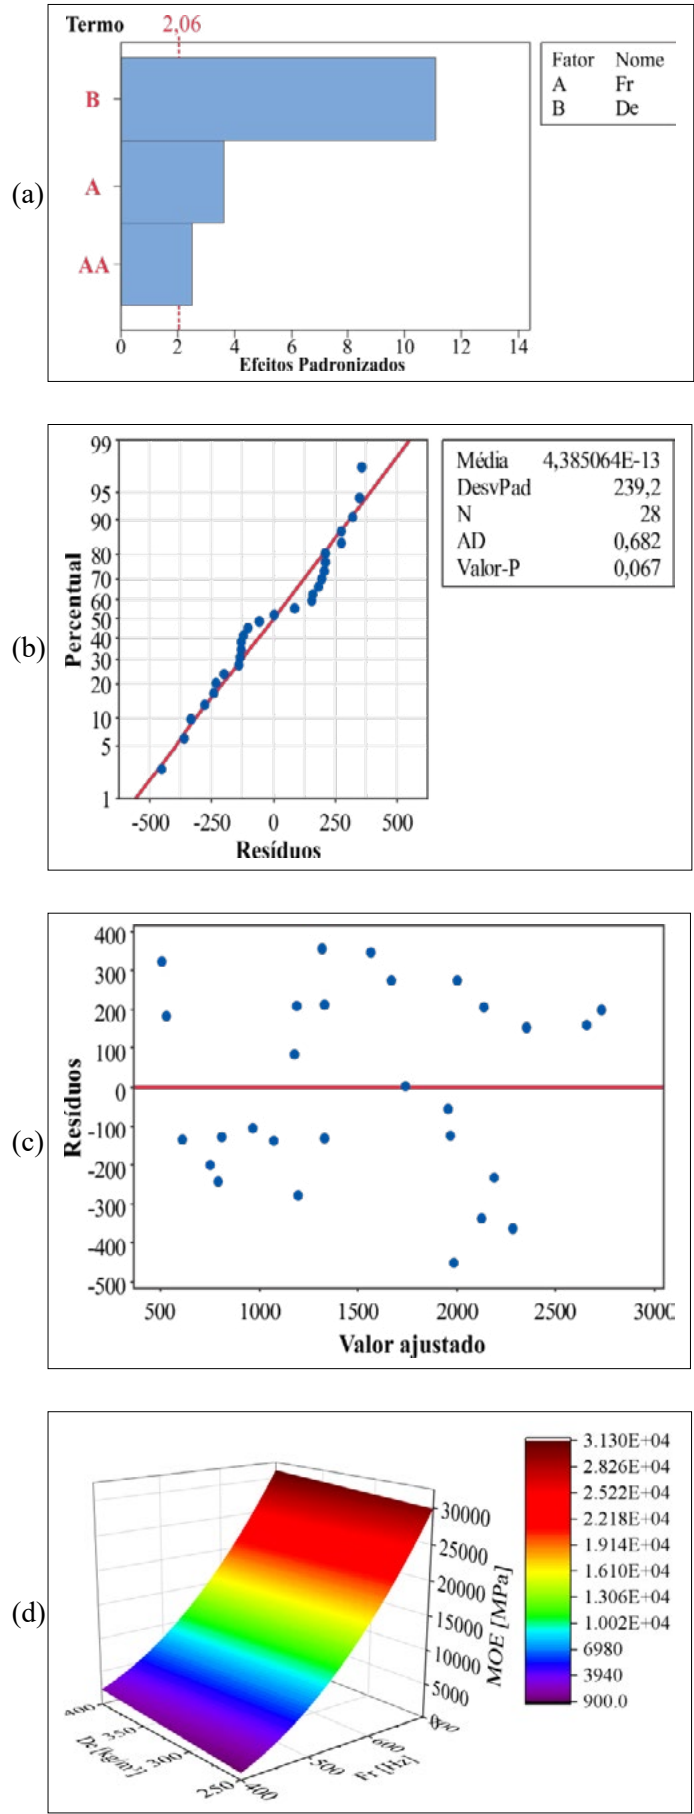 Termo 2,06
B
A
AA
0 2 4 6 8 10 12 14
Efeitos Padronizados
Fator Nome
A Fr
B De
(a)
99
95
90
80
70
60
50
40
30
20
10
5
1
Percentual
-500 -250 0 250 500
Resíduos
Média 4,385064E-13
DesvPad 239,2
N 28
AD 0,682
Valor-P 0,067
(b)
400
300
200
100
0
-100
-200
-300
-400
-500
Resíduos
500 1000 1500 2000 2500 3000
Valor ajustado
(c)
30000
25000
20000
15000
10000
5000
0
MOE [MPa]
400
350
300
250
De [kg/m³]
400
500
600
Fr [Hz]
3.130E+04
2.826E+04
2.522E+04
2.218E+04
1.914E+04
1.610E+04
1.306E+04
1.002E+04
6980
3940
900.0
(d)